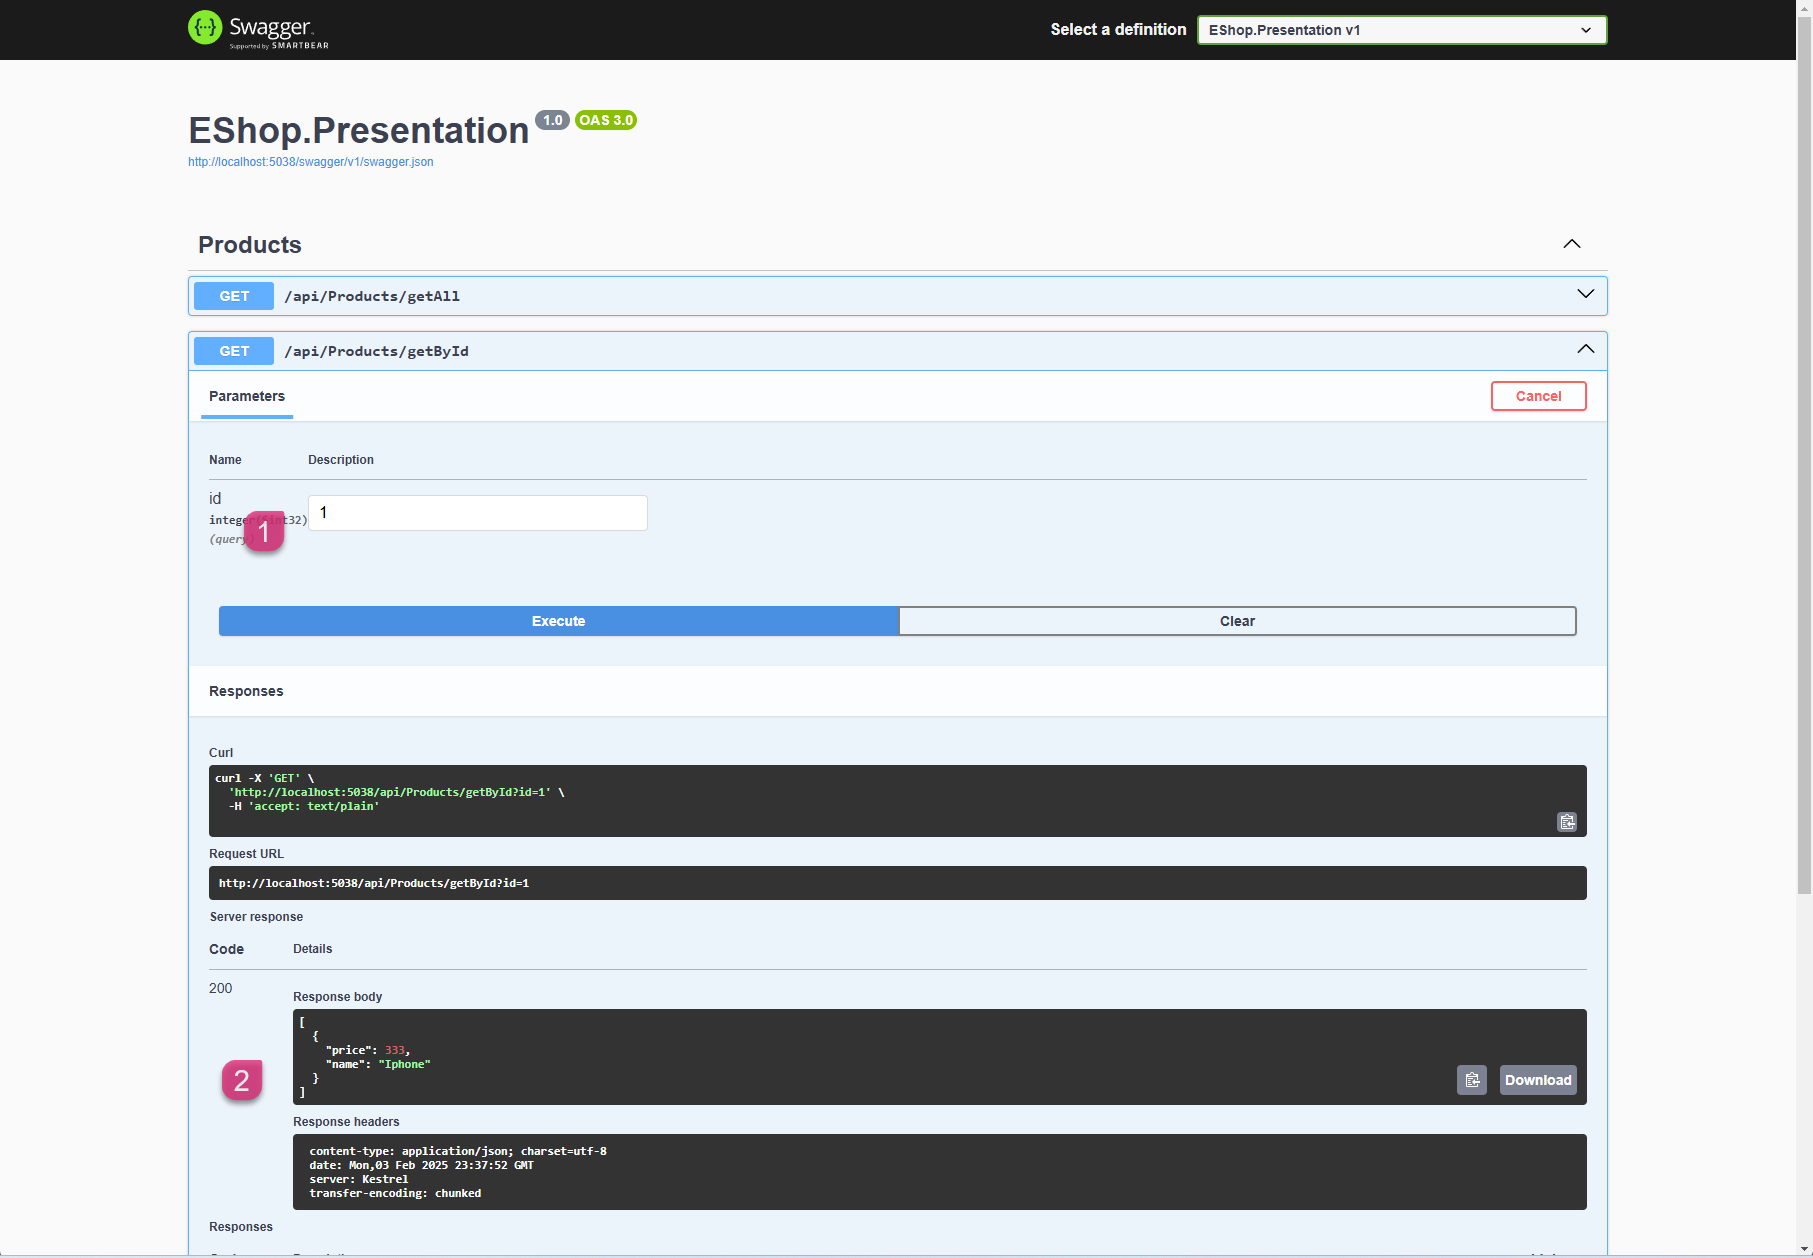 Swagger
Supported by SMARTBEAR
Select a definition
EShop.Presentation v1
EShop.Presentation 1.0 OAS 3.0
http://localhost:5038/swagger/v1/swagger.json
Products
GET /api/Products/getAll
GET /api/Products/getById
Parameters
Cancel
Name Description
id
integer($int32)
(query)
1
1
Execute
Clear
Responses
Curl
curl -X 'GET' \
'http://localhost:5038/api/Products/getById?id=1' \
-H 'accept: text/plain'
Request URL
http://localhost:5038/api/Products/getById?id=1
Server response
Code Details
200
Response body
[
{
"price": 333,
"name": "Iphone"
}
]
2
Download
Response headers
content-type: application/json; charset=utf-8
date: Mon,03 Feb 2025 23:37:52 GMT
server: Kestrel
transfer-encoding: chunked
Responses